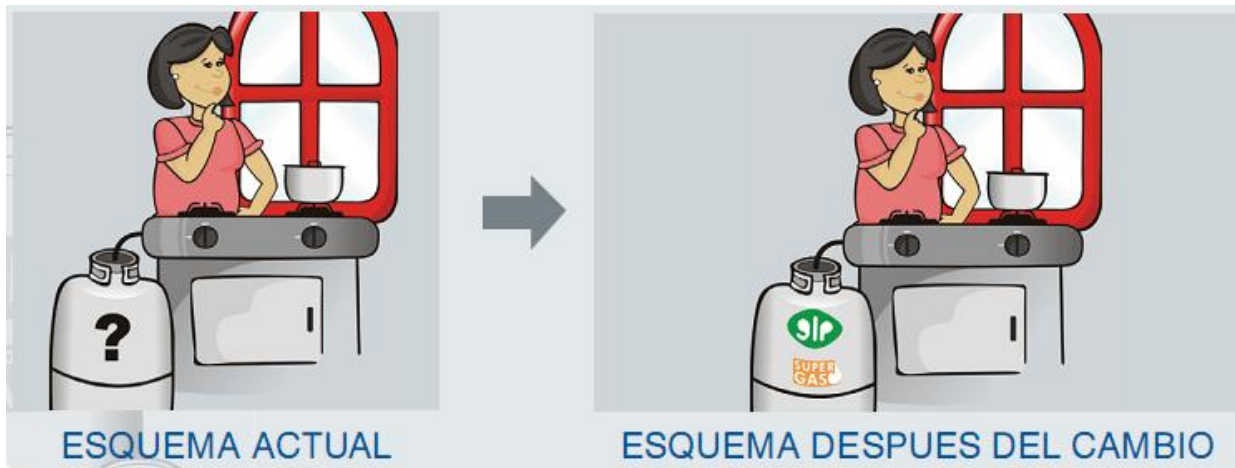 ?
glp
SUPER
GAS
ESQUEMA ACTUAL
ESQUEMA DESPUES DEL CAMBIO